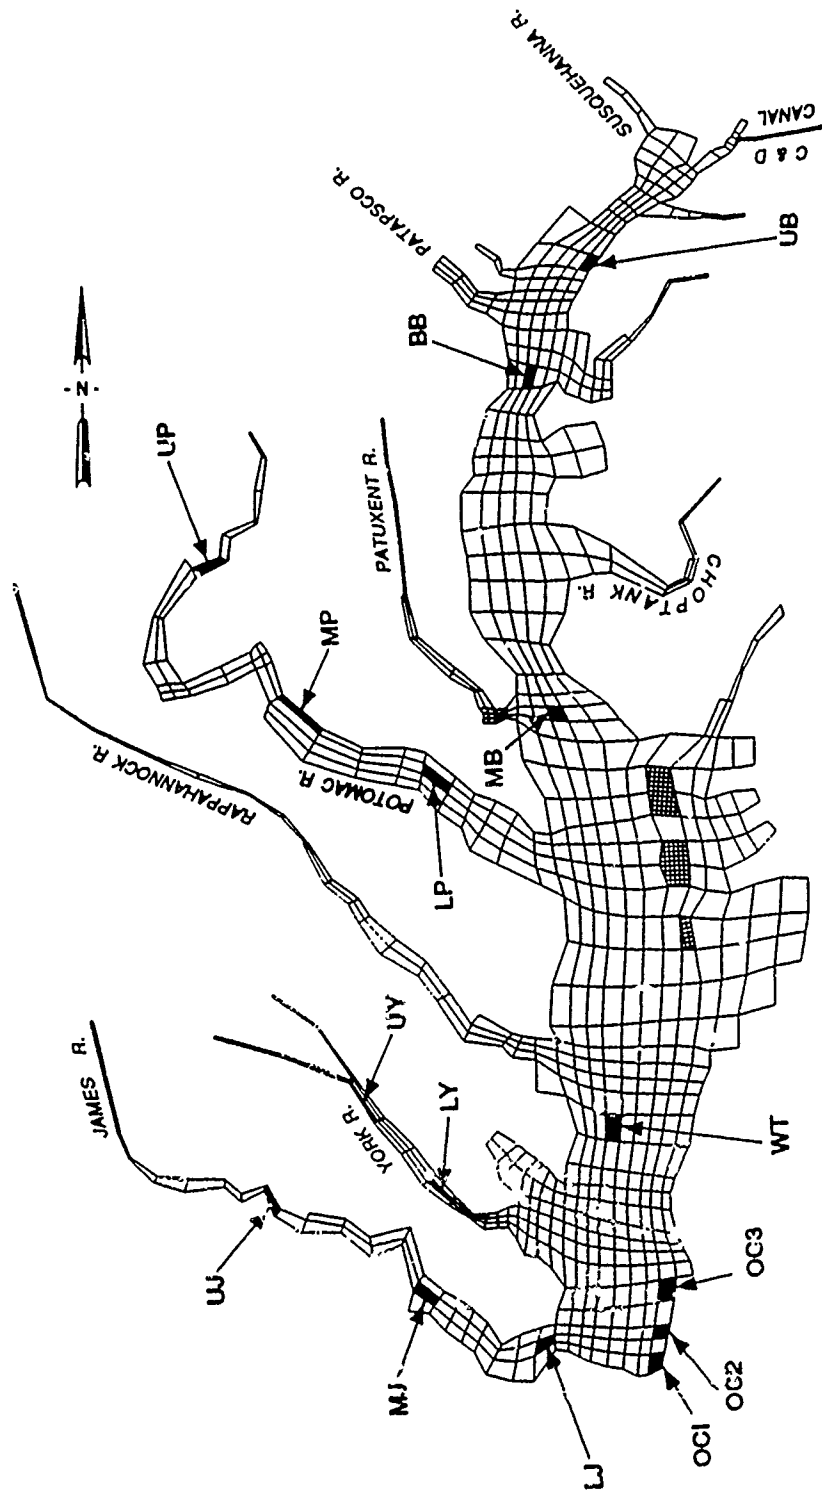 SUSQUEHANNA R.
C & D
CANAL
PATAPSCO R.
UB
BB
- N -
UP
PATUXENT R.
CHOPTANK R.
MP
RAPPAHANNOCK R.
POTOMAC R.
MB
LP
JAMES R.
UY
YORK R.
LY
WT
UJ
MJ
LJ
OC3
OC2
OC1